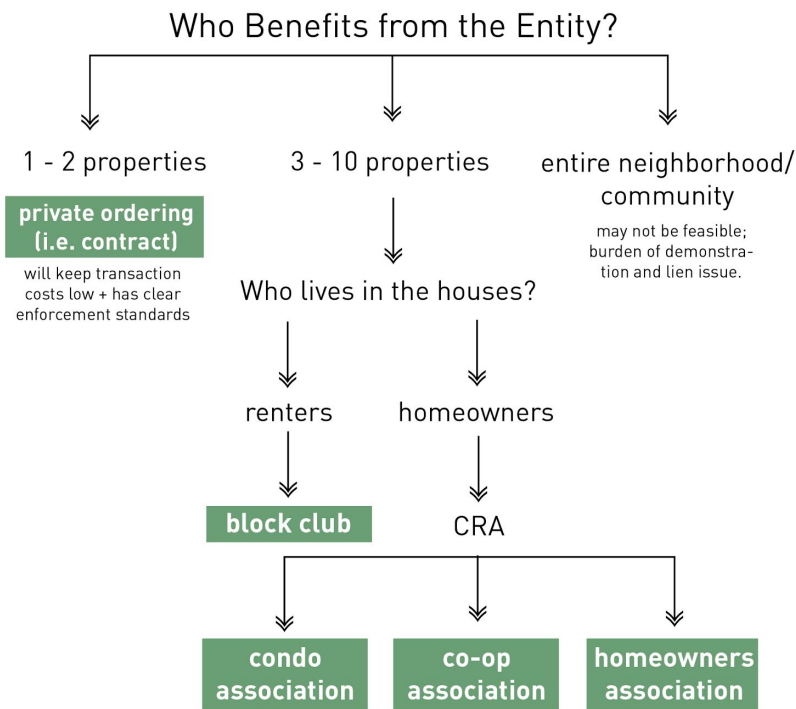 Who Benefits from the Entity?
1 - 2 properties
private ordering
(i.e. contract)
will keep transaction
costs low + has clear
enforcement standards
3 - 10 properties
entire neighborhood/
community
may not be feasible;
burden of demonstra-
tion and lien issue.
Who lives in the houses?
renters
homeowners
block club
CRA
condo
association
co-op
association
homeowners
association